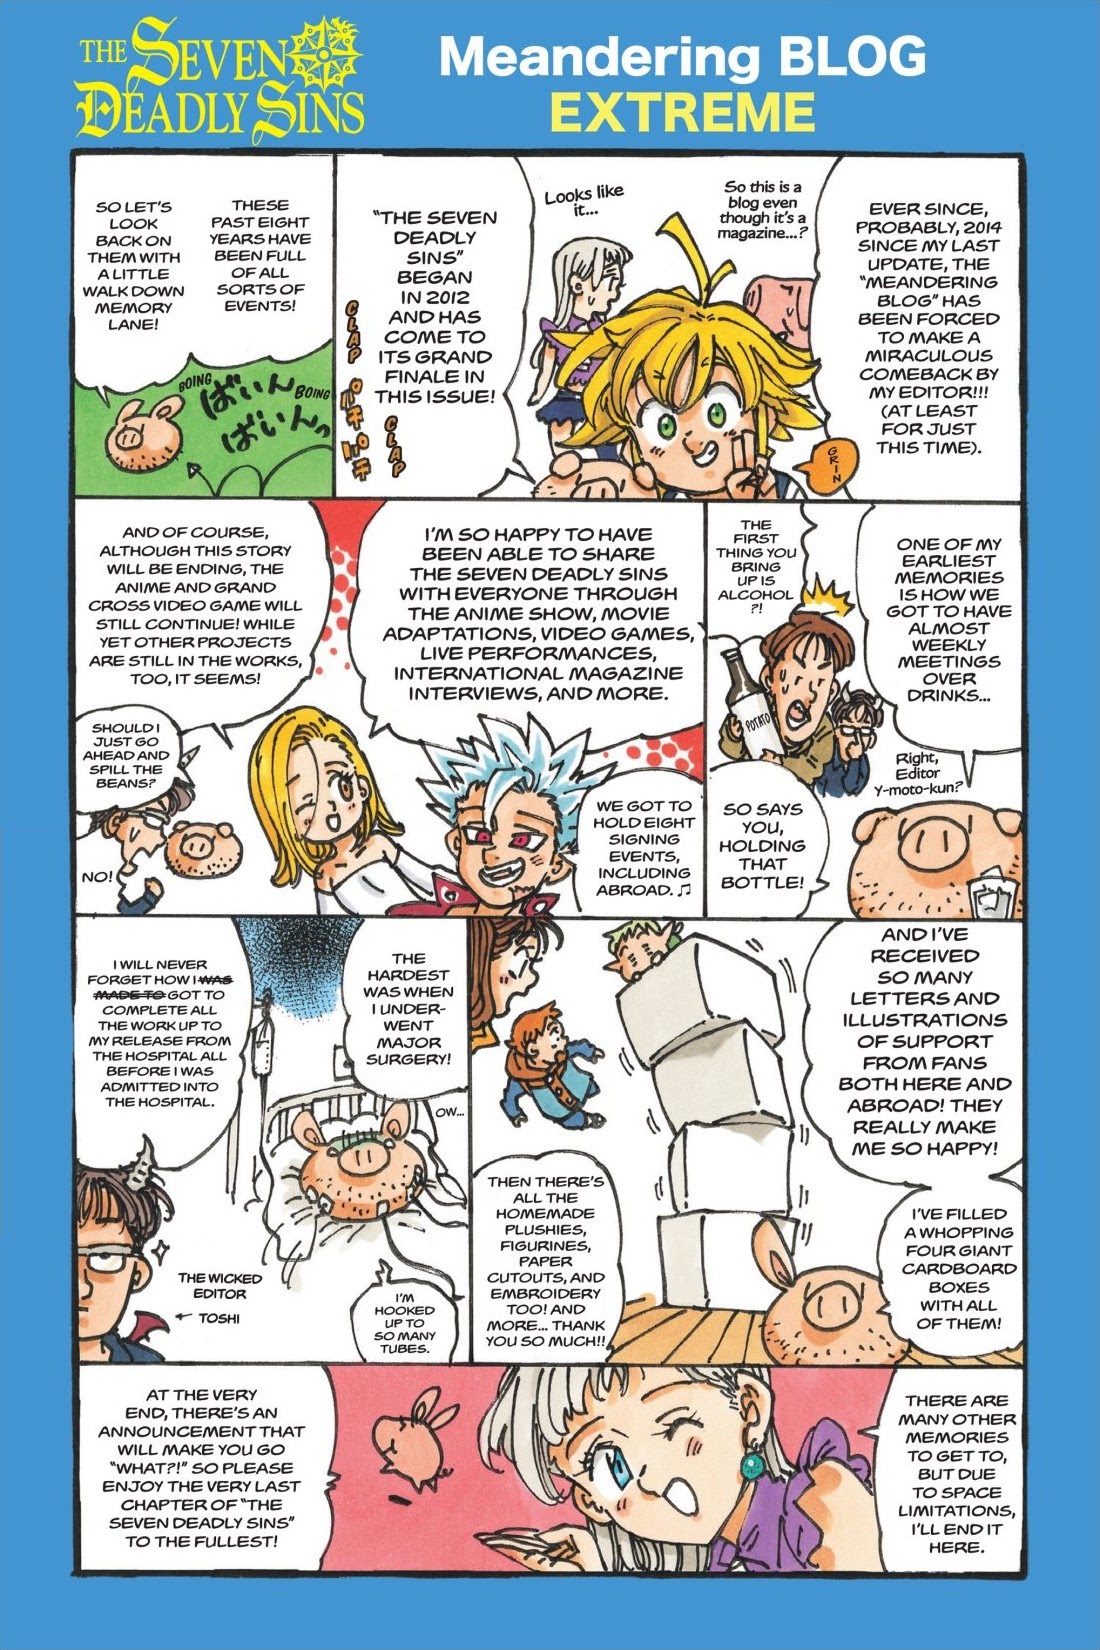 THE SEVEN
DEADLY SINS
Meandering BLOG
EXTREME
EVER SINCE,
PROBABLY, 2014
SINCE MY LAST
UPDATE, THE
"MEANDERING
BLOG" HAS
BEEN FORCED
TO MAKE A
MIRACULOUS
COMEBACK BY
MY EDITOR!!!
(AT LEAST
FOR JUST
THIS TIME).
So this is a
blog even
though it's a
magazine...?
Looks like
it...
GRIN
"THE SEVEN
DEADLY
SINS"
BEGAN
IN 2012
AND HAS
COME TO
ITS GRAND
FINALE IN
THIS ISSUE!
CLAP
パチパチ
CLAP
THESE
PAST EIGHT
YEARS HAVE
BEEN FULL
OF ALL
SORTS OF
EVENTS!
SO LET'S
LOOK
BACK ON
THEM WITH
A LITTLE
WALK DOWN
MEMORY
LANE!
BOING
ばいん
BOING
ばいん
ONE OF MY
EARLIEST
MEMORIES
IS HOW WE
GOT TO HAVE
ALMOST
WEEKLY
MEETINGS
OVER
DRINKS...
THE
FIRST
THING YOU
BRING
UP IS
ALCOHOL
?!
POTATO
Right,
Editor
Y-moto-kun?
SO SAYS
YOU,
HOLDING
THAT
BOTTLE!
I'M SO HAPPY TO HAVE
BEEN ABLE TO SHARE
THE SEVEN DEADLY SINS
WITH EVERYONE THROUGH
THE ANIME SHOW, MOVIE
ADAPTATIONS, VIDEO GAMES,
LIVE PERFORMANCES,
INTERNATIONAL MAGAZINE
INTERVIEWS, AND MORE.
WE GOT TO
HOLD EIGHT
SIGNING
EVENTS,
INCLUDING
ABROAD. ♫
AND OF COURSE,
ALTHOUGH THIS STORY
WILL BE ENDING, THE
ANIME AND GRAND
CROSS VIDEO GAME WILL
STILL CONTINUE! WHILE
YET OTHER PROJECTS
ARE STILL IN THE WORKS,
TOO, IT SEEMS!
SHOULD I
JUST GO
AHEAD AND
SPILL THE
BEANS?
NO!
AND I'VE
RECEIVED
SO MANY
LETTERS AND
ILLUSTRATIONS
OF SUPPORT
FROM FANS
BOTH HERE AND
ABROAD! THEY
REALLY MAKE
ME SO HAPPY!
I'VE FILLED
A WHOPPING
FOUR GIANT
CARDBOARD
BOXES
WITH ALL
OF THEM!
THEN THERE'S
ALL THE
HOMEMADE
PLUSHIES,
FIGURINES,
PAPER
CUTOUTS, AND
EMBROIDERY
TOO! AND
MORE... THANK
YOU SO MUCH!!
THE
HARDEST
WAS WHEN
I UNDER-
WENT
MAJOR
SURGERY!
OW...
I'M
HOOKED
UP TO
SO MANY
TUBES.
I WILL NEVER
FORGET HOW I WAS
MADE TO GOT TO
COMPLETE ALL
THE WORK UP TO
MY RELEASE FROM
THE HOSPITAL ALL
BEFORE I WAS
ADMITTED INTO
THE HOSPITAL.
THE WICKED
EDITOR
← TOSHI
THERE ARE
MANY OTHER
MEMORIES
TO GET TO,
BUT DUE
TO SPACE
LIMITATIONS,
I'LL END IT
HERE.
AT THE VERY
END, THERE'S AN
ANNOUNCEMENT THAT
WILL MAKE YOU GO
"WHAT?!" SO PLEASE
ENJOY THE VERY LAST
CHAPTER OF "THE
SEVEN DEADLY SINS"
TO THE FULLEST!